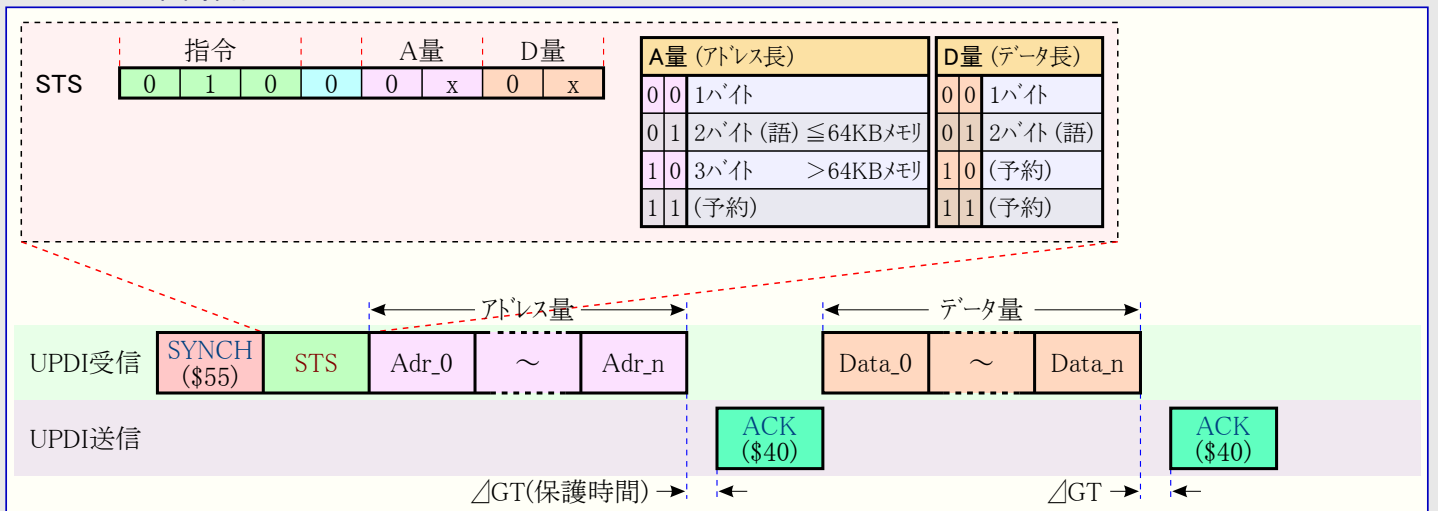 指令 A量 D量
STS 0 1 0 0 0 x 0 x
A量 (アドレス長)
0 0 1バイト
0 1 2バイト (語) ≦64KBメモリ
1 0 3バイト >64KBメモリ
1 1 (予約)
D量 (データ長)
0 0 1バイト
0 1 2バイト (語)
1 0 (予約)
1 1 (予約)
アドレス量 データ量
UPDI受信 SYNCH ($55) STS Adr_0 ~ Adr_n Data_0 ~ Data_n
UPDI送信 ACK ($40) ACK ($40)
⊿GT(保護時間) ⊿GT